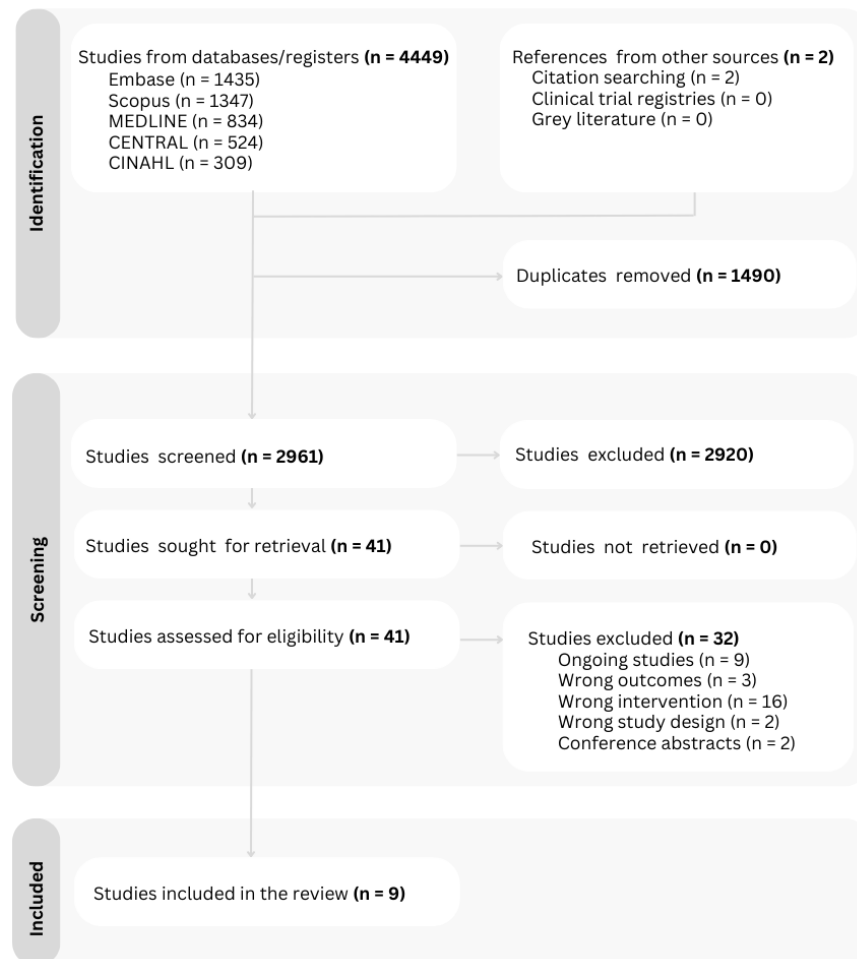 Identification
Studies from databases/registers (n = 4449)
Embase (n = 1435)
Scopus (n = 1347)
MEDLINE (n = 834)
CENTRAL (n = 524)
CINAHL (n = 309)
References from other sources (n = 2)
Citation searching (n = 2)
Clinical trial registries (n = 0)
Grey literature (n = 0)
Duplicates removed (n = 1490)
Screening
Studies screened (n = 2961)
Studies excluded (n = 2920)
Studies sought for retrieval (n = 41)
Studies not retrieved (n = 0)
Studies assessed for eligibility (n = 41)
Studies excluded (n = 32)
Ongoing studies (n = 9)
Wrong outcomes (n = 3)
Wrong intervention (n = 16)
Wrong study design (n = 2)
Conference abstracts (n = 2)
Included
Studies included in the review (n = 9)